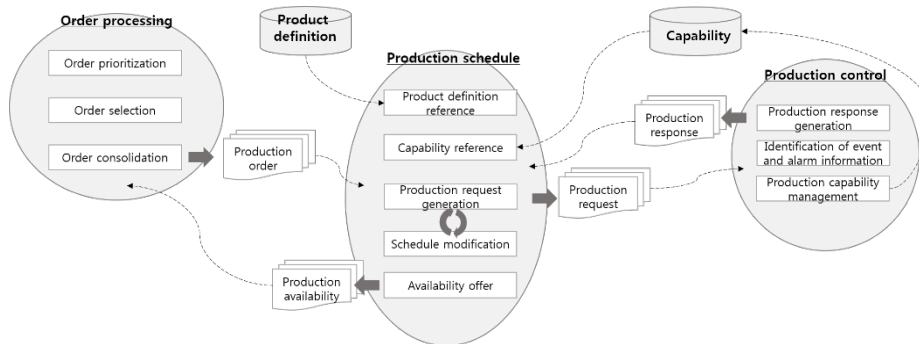 Order processing
Order prioritization
Order selection
Order consolidation
Production
order
Production
availability
Product
definition
Production schedule
Product definition
reference
Capability reference
Production request
generation
Schedule modification
Availability offer
Production
response
Production
request
Capability
Production control
Production response
generation
Identification of event
and alarm information
Production capability
management